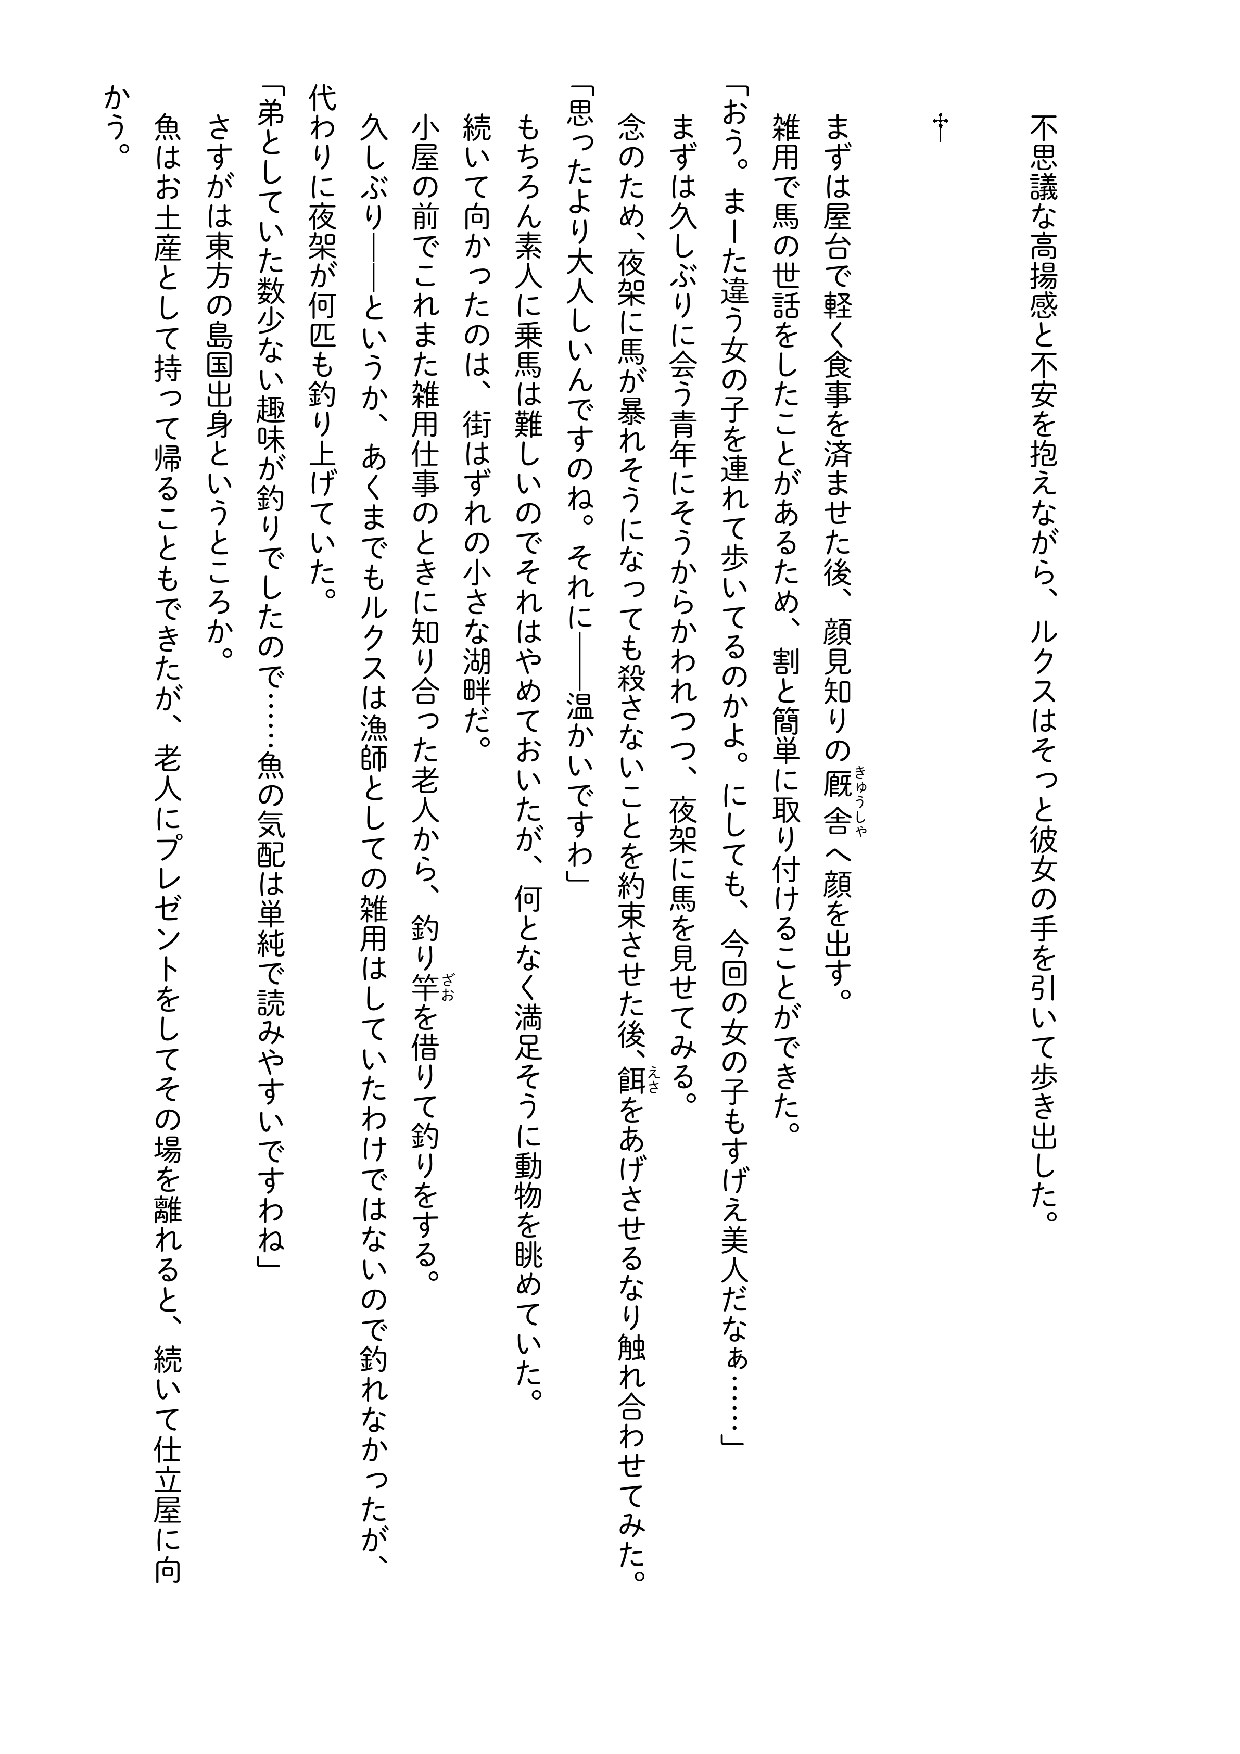 不思議な高揚感と不安を抱えながら、ルクスはそっと彼女の手を引いて歩き出した。
†
まずは屋台で軽く食事を済ませた後、顔見知りの厩舎へ顔を出す。
きゅうしゃ
雑用で馬の世話をしたことがあるため、割と簡単に取り付けることができた。
「おう。まーた違う女の子を連れて歩いてるのかよ。にしても、今回の女の子もすげえ美人だなぁ……」
まずは久しぶりに会う青年にそうからかわれつつ、夜架に馬を見せてみる。
念のため、夜架に馬が暴れそうになっても殺さないことを約束させた後、餌をあげさせるなり触れ合わせてみた。
えさ
「思ったより大人しいんですのね。それに――温かいですわ」
もちろん素人に乗馬は難しいのでそれはやめておいたが、何となく満足そうに動物を眺めていた。
続いて向かったのは、街はずれの小さな湖畔だ。
小屋の前でこれまた雑用仕事のときに知り合った老人から、釣り竿を借りて釣りをする。
ざお
久しぶり――というか、あくまでもルクスは漁師としての雑用はしていたわけではないので釣れなかったが、
代わりに夜架が何匹も釣り上げていた。
「弟としていた数少ない趣味が釣りでしたので……魚の気配は単純で読みやすいですわね」
さすがは東方の島国出身というところか。
魚はお土産として持って帰ることもできたが、老人にプレゼントをしてその場を離れると、続いて仕立屋に向
かう。